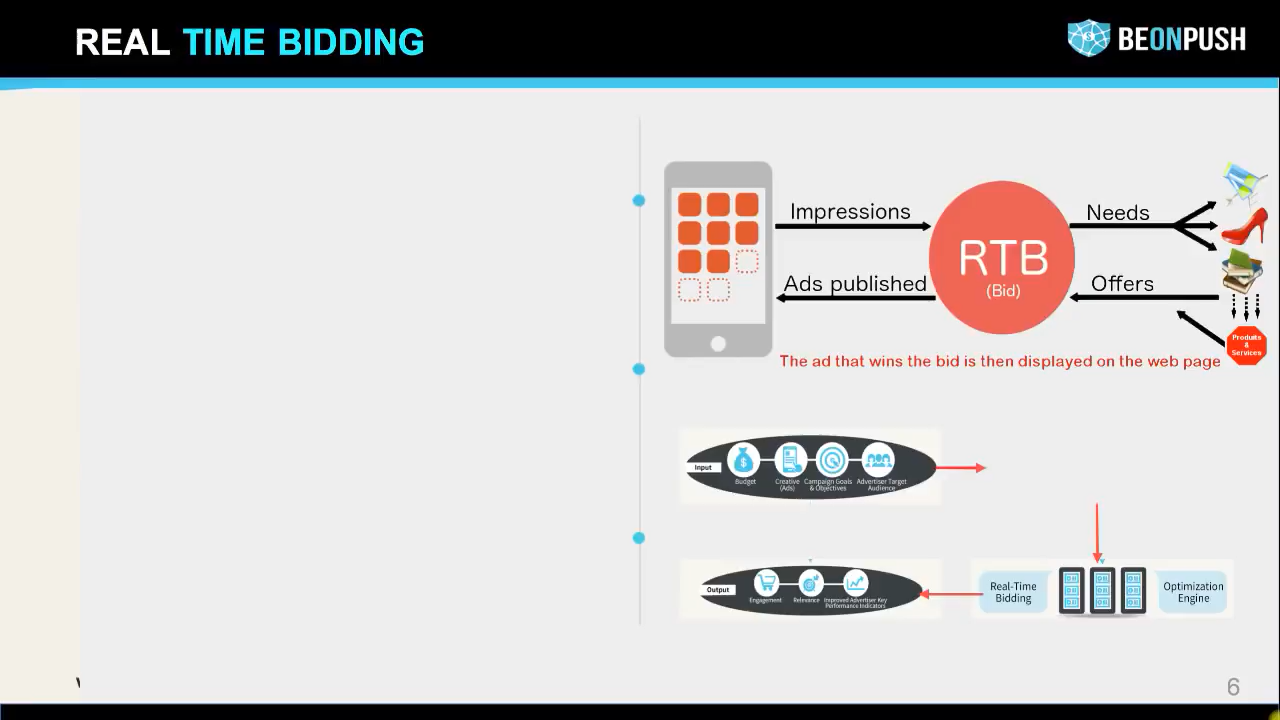 REAL TIME BIDDING
BEONPUSH
Impressions
Needs
RTB
(Bid)
Ads published
Offers
Produits
&
Services
The ad that wins the bid is then displayed on the web page
Input
Budget
Creative
(Ads)
Campaign Goals
& Objectives
Advertiser Target
Audience
Output
Engagement
Relevance
Improved Advertiser Key
Performance Indicators
Real-Time
Bidding
Optimization
Engine
6